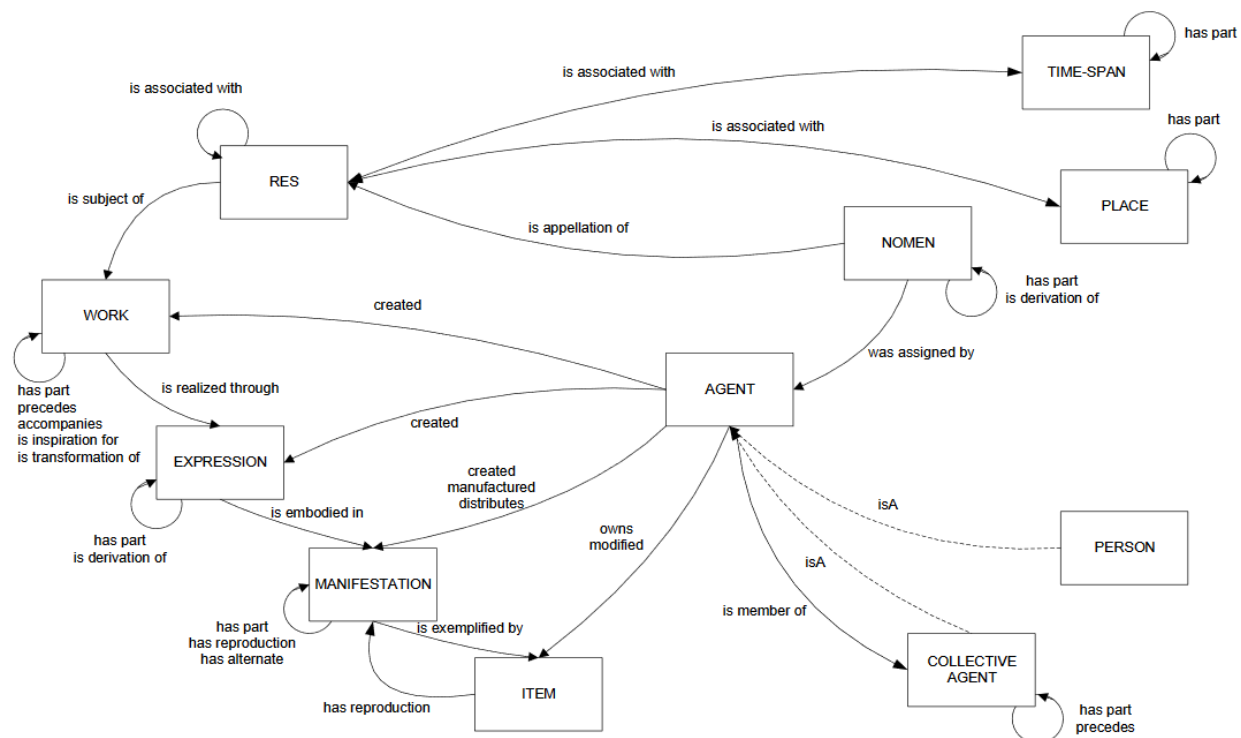 has part
TIME-SPAN
is associated with
is associated with
is associated with
has part
RES
PLACE
is subject of
is appellation of
NOMEN
has part
is derivation of
WORK
created
was assigned by
AGENT
is realized through
has part
precedes
accompanies
is inspiration for
is transformation of
created
EXPRESSION
created
manufactured
distributes
is embodied in
has part
is derivation of
owns
modified
isA
PERSON
isA
MANIFESTATION
is member of
is exemplified by
has part
has reproduction
has alternate
COLLECTIVE
AGENT
ITEM
has reproduction
has part
precedes